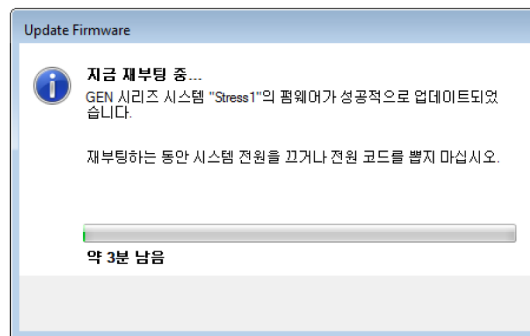 Update Firmware
지금 재부팅 중...
GEN 시리즈 시스템 "Stress1"의 펌웨어가 성공적으로 업데이트되었
습니다.
재부팅하는 동안 시스템 전원을 끄거나 전원 코드를 뽑지 마십시오.
약 3분 남음